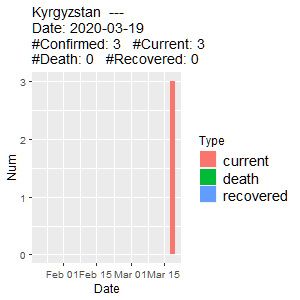 Kyrgyzstan  ---
Date: 2020-03-19
#Confirmed: 3   #Current: 3
#Death: 0   #Recovered: 0
3
2
1
0
Num
Feb 01 Feb 15 Mar 01 Mar 15
Date
Type
current
death
recovered